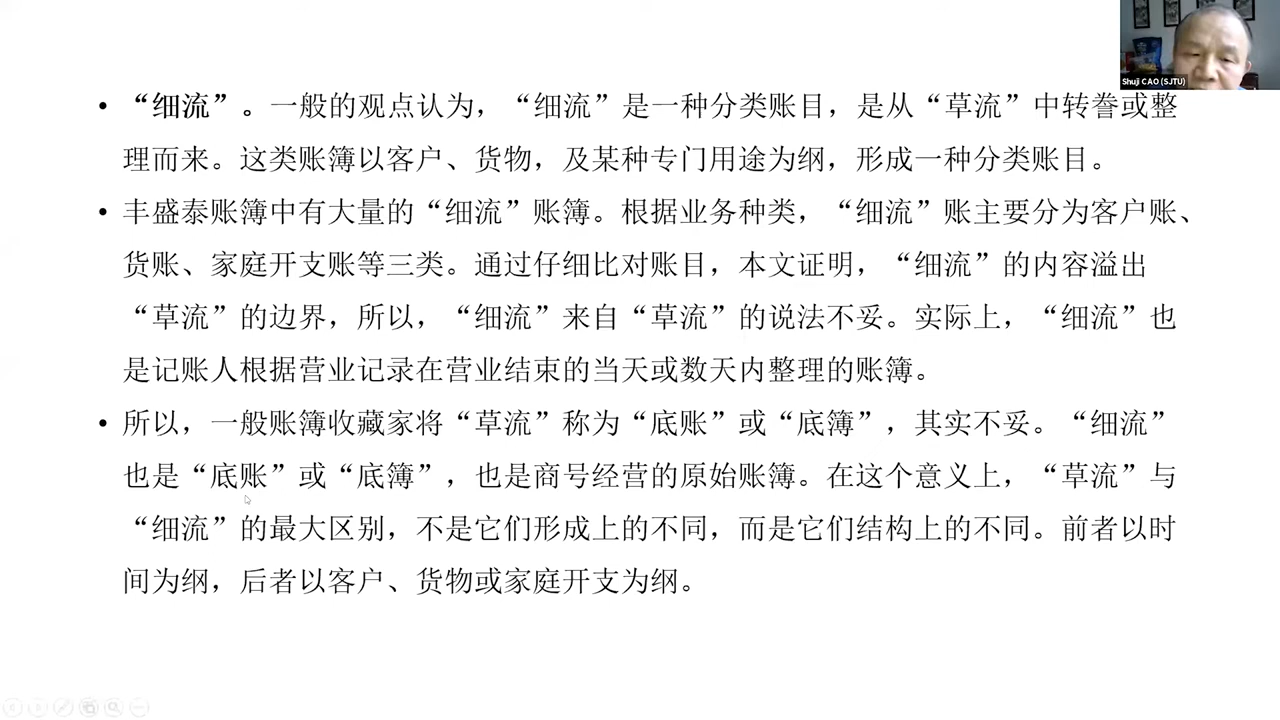 Shuji CAO (SJTU)
• “细流”。一般的观点认为，“细流”是一种分类账目，是从“草流”中转誊或整
理而来。这类账簿以客户、货物，及某种专门用途为纲，形成一种分类账目。
• 丰盛泰账簿中有大量的“细流”账簿。根据业务种类，“细流”账主要分为客户账、
货账、家庭开支账等三类。通过仔细比对账目，本文证明，“细流”的内容溢出
“草流”的边界，所以，“细流”来自“草流”的说法不妥。实际上，“细流”也
是记账人根据营业记录在营业结束的当天或数天内整理的账簿。
• 所以，一般账簿收藏家将“草流”称为“底账”或“底簿”，其实不妥。“细流”
也是“底账”或“底簿”，也是商号经营的原始账簿。在这个意义上，“草流”与
“细流”的最大区别，不是它们形成上的不同，而是它们结构上的不同。前者以时
间为纲，后者以客户、货物或家庭开支为纲。